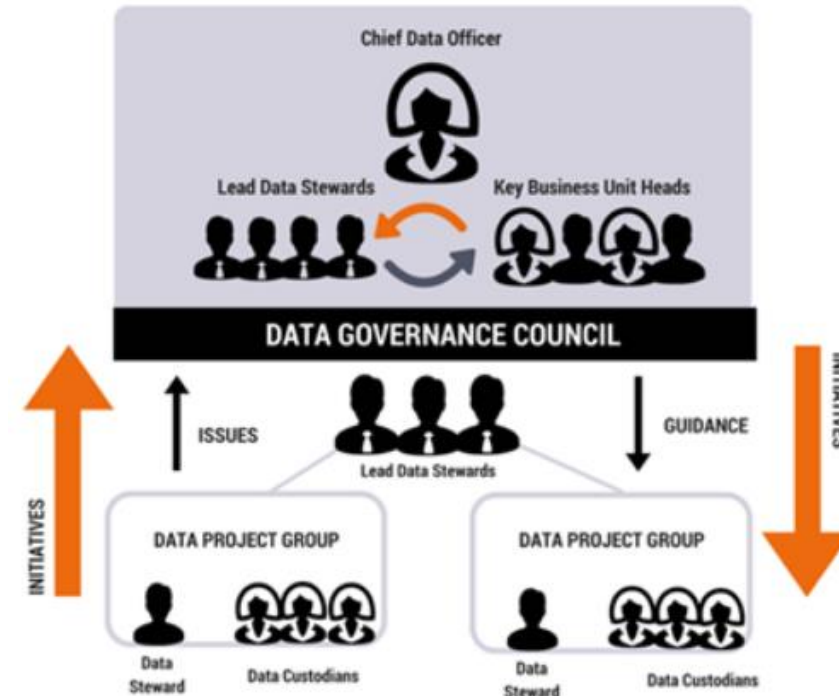 Chief Data Officer
Lead Data Stewards
Key Business Unit Heads
DATA GOVERNANCE COUNCIL
INITIATIVES
ISSUES
Lead Data Stewards
GUIDANCE
INITIATIVES
DATA PROJECT GROUP
DATA PROJECT GROUP
Data
Steward
Data Custodians
Data
Steward
Data Custodians